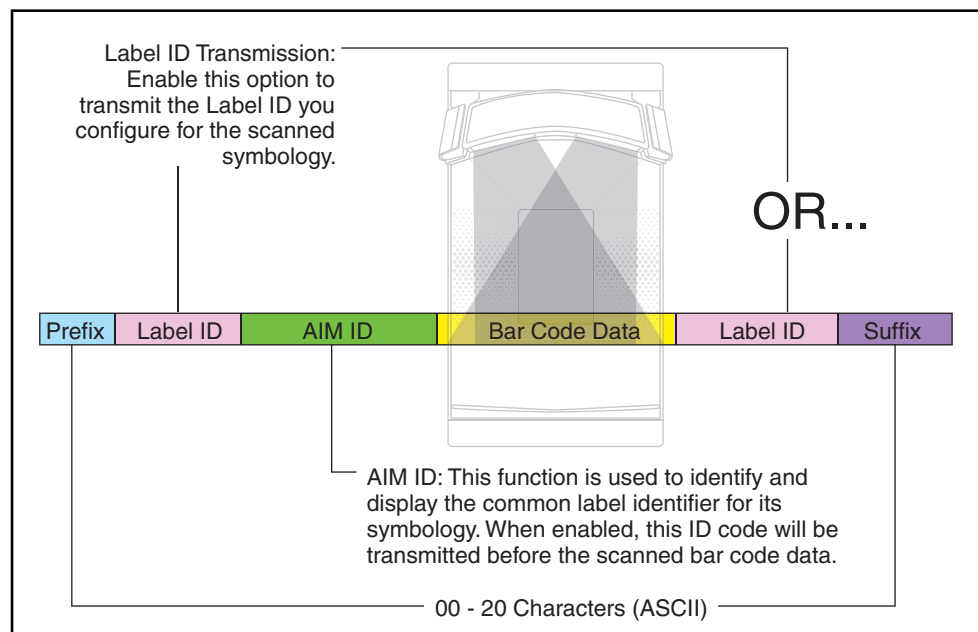 Label ID Transmission:
Enable this option to
transmit the Label ID you
configure for the scanned
symbology.
OR...
Prefix Label ID AIM ID Bar Code Data Label ID Suffix
AIM ID: This function is used to identify and
display the common label identifier for its
symbology. When enabled, this ID code will be
transmitted before the scanned bar code data.
00 - 20 Characters (ASCII)